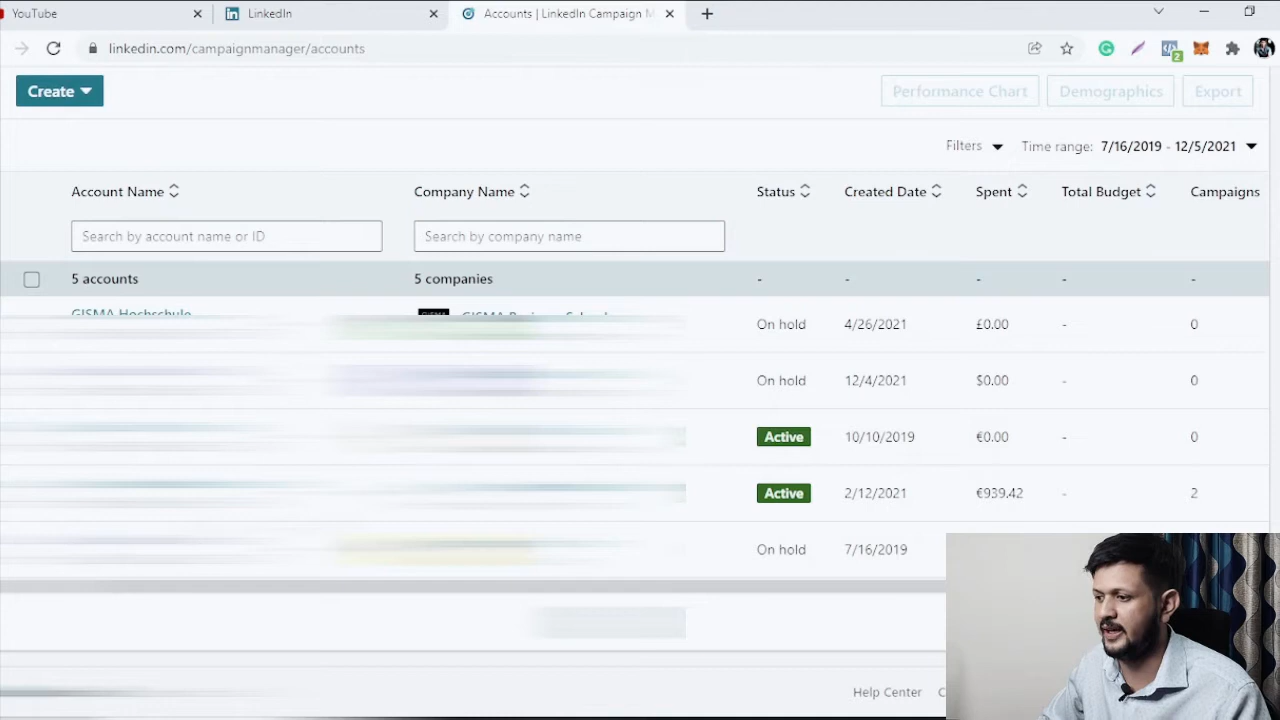 YouTube
LinkedIn
Accounts | LinkedIn Campaign M
linkedin.com/campaignmanager/accounts
2
Create
Performance Chart
Demographics
Export
Filters
Time range: 7/16/2019 - 12/5/2021
Account Name
Company Name
Status
Created Date
Spent
Total Budget
Campaigns
Search by account name or ID
Search by company name
5 accounts
5 companies
-
-
-
-
-
GISMA Hochschule
On hold
4/26/2021
£0.00
-
0
On hold
12/4/2021
$0.00
-
0
Active
10/10/2019
€0.00
-
0
Active
2/12/2021
€939.42
-
2
On hold
7/16/2019
Help Center